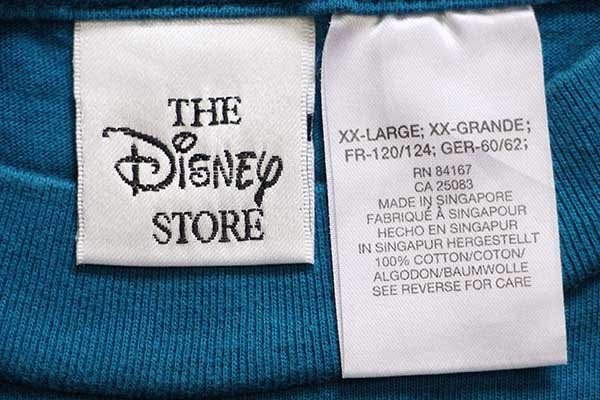 THE
Disney
STORE
XX-LARGE; XX-GRANDE;
FR-120/124; GER-60/62;
RN 84167
CA 25083
MADE IN SINGAPORE
FABRIQUÉ À SINGAPOUR
HECHO EN SINGAPUR
IN SINGAPUR HERGESTELLT
100% COTTON/COTON/
ALGODON/BAUMWOLLE
SEE REVERSE FOR CARE